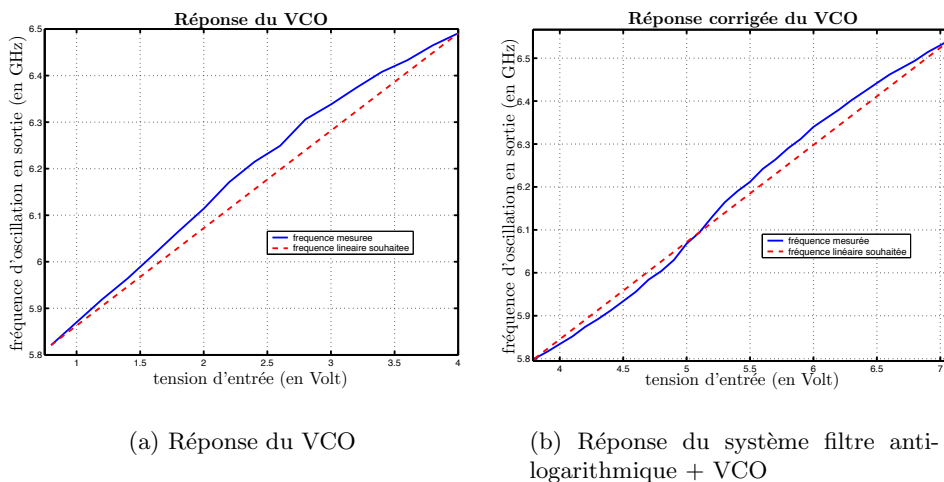 Réponse du VCO
fréquence d'oscillation en sortie (en GHz)
6.5
6.4
6.3
6.2
6.1
6
5.9
5.8
frequence mesuree
frequence lineaire souhaitee
1
1.5
2
2.5
3
3.5
4
tension d'entrée (en Volt)
(a) Réponse du VCO
Réponse corrigée du VCO
fréquence d'oscillation en sortie (en GHz)
6.5
6.4
6.3
6.2
6.1
6
5.9
5.8
fréquence mesurée
fréquence linéaire souhaitée
4
4.5
5
5.5
6
6.5
7
tension d'entrée (en Volt)
(b) Réponse du système filtre anti-
logarithmique + VCO